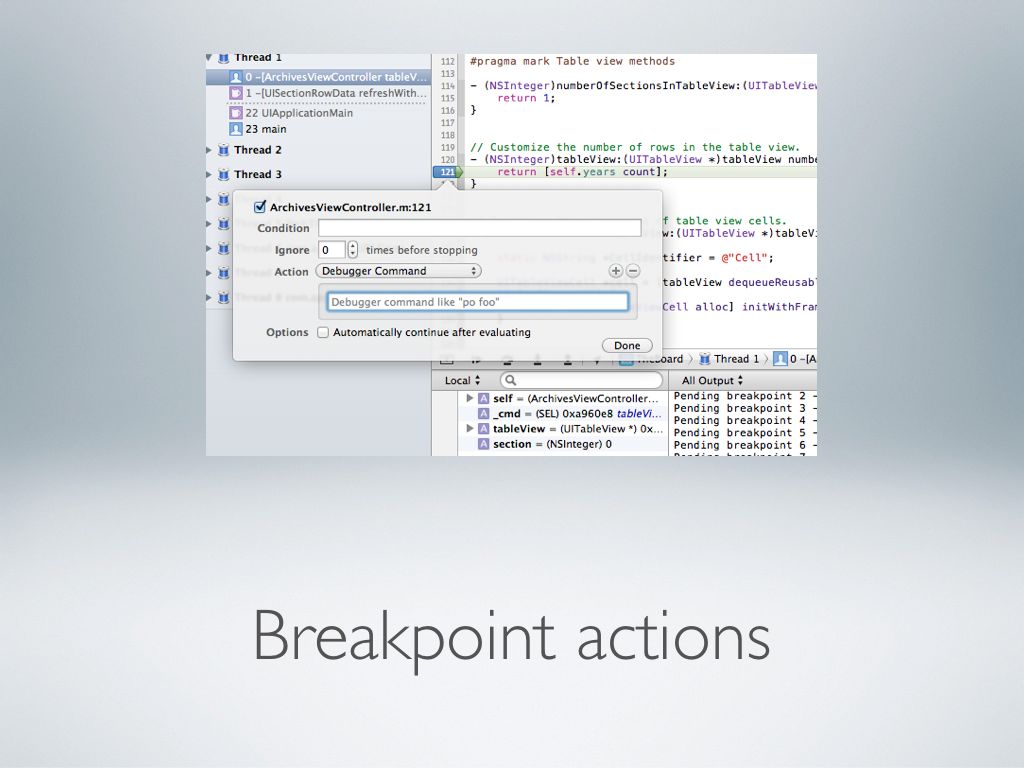 Thread 1
0 -[ArchivesViewController tableV...
1 -[UISectionRowData refreshWith...
22 UIApplicationMain
23 main
Thread 2
Thread 3
112 #pragma mark Table view methods
113
114 - (NSInteger)numberOfSectionsInTableView:(UITableView
115 return 1;
116 }
117
118
119 // Customize the number of rows in the table view.
120 - (NSInteger)tableView:(UITableView *)tableView numbe
121 return [self.years count];
}
ArchivesViewController.m:121
Condition
Ignore 0 times before stopping
Action Debugger Command
Debugger command like "po foo"
Options Automatically continue after evaluating
Done
f table view cells.
w:(UITableView *)tableVi
tifier = @"Cell";
tableView dequeueReusabl
Cell alloc] initWithFram
Thread 1 0 -[A
Local
All Output
self = (ArchivesViewController...
_cmd = (SEL) 0xa960e8 tableVi...
tableView = (UITableView *) 0x...
section = (NSInteger) 0
Pending breakpoint 2 -
Pending breakpoint 3 -
Pending breakpoint 4 -
Pending breakpoint 5 -
Pending breakpoint 6 -
Breakpoint actions